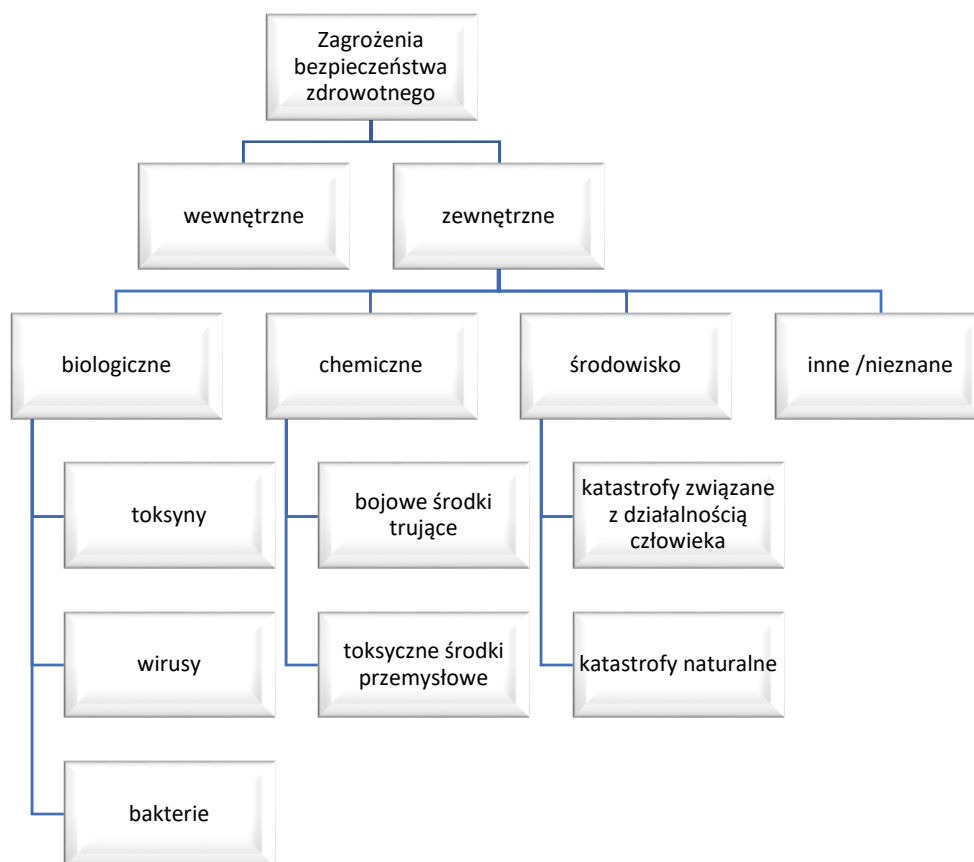 Zagrożenia
bezpieczeństwa
zdrowotnego
wewnętrzne
zewnętrzne
biologiczne
chemiczne
środowisko
inne /nieznane
toksyny
bojowe środki
trujące
katastrofy związane
z działalnością
człowieka
wirusy
toksyczne środki
przemysłowe
katastrofy naturalne
bakterie